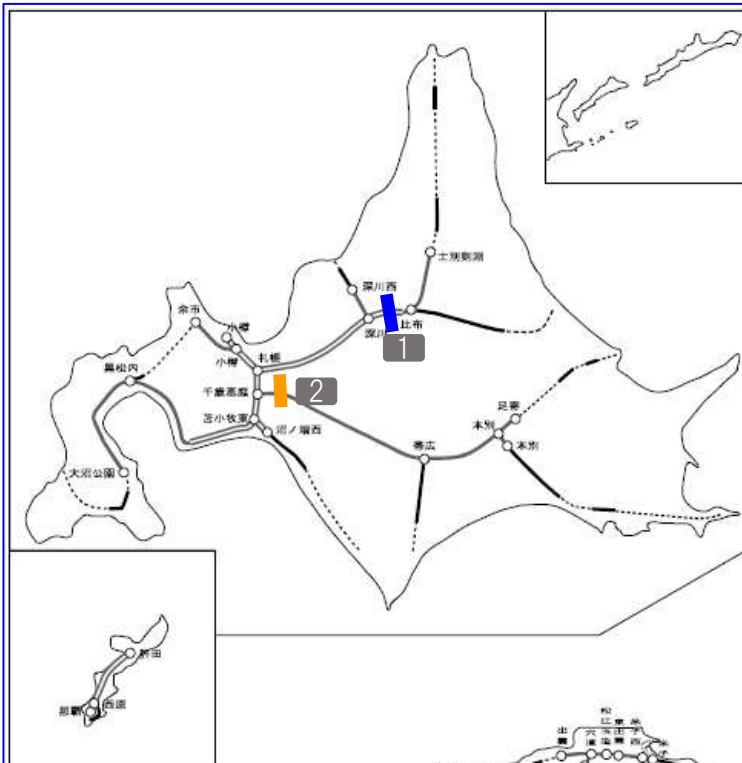 士別剣淵
深川西
余市
小樽
深川
比布
1
小樽
札幌
黒松内
千歳恵庭
2
足寄
苫小牧東
沼ノ端西
本別
本別
帯広
大沼公園
許田
西原
那覇
出雲